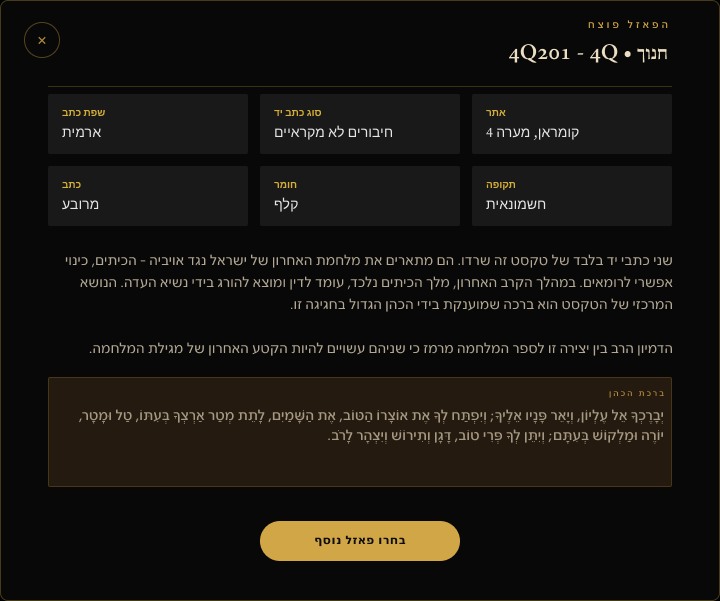 הפאזל פוצח
חנוך • 4Q201 - 4Q
×
אתר
קומראן, מערה 4
סוג כתב יד
חיבורים לא מקראיים
שפת כתב
ארמית
תקופה
חשמונאית
חומר
קלף
כתב
מרובע
שני כתבי יד בלבד של טקסט זה שרדו. הם מתארים את מלחמת האחרון של ישראל נגד אויביה - הכיתים, כינוי
אפשרי לרומאים. במהלך הקרב האחרון, מלך הכיתים נלכד, עומד לדין ומוצא להורג בידי נשיא העדה. הנושא
המרכזי של הטקסט הוא ברכה שמוענקת בידי הכהן הגדול בחגיגה זו.
הדמיון הרב בין יצירה זו לספר המלחמה מרמז כי שניהם עשויים להיות הקטע האחרון של מגילת המלחמה.
ברכת הכהן
יְבָרֶכְךָ אֵל עֶלְיוֹן, וְיָאֵר פָּנָיו אֵלֶיךָ; וְיִפְתַּח לְךָ אֶת אוֹצָרוֹ הַטּוֹב, אֶת הַשָּׁמַיִם, לָתֵת מְטַר אַרְצְךָ בְּעִתּוֹ, טַל וּמָטָר,
יוֹרֶה וּמַלְקוֹשׁ בְּעִתָּם; וְיִתֵּן לְךָ פְּרִי טוֹב, דָּגָן וְתִירוֹשׁ וְיִצְהָר לָרֹב.
בחרו פאזל נוסף